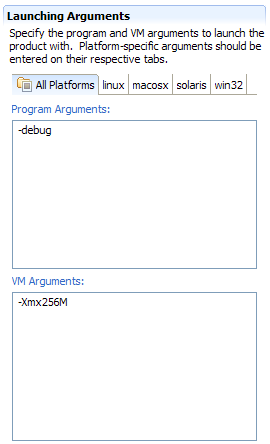 Launching Arguments
Specify the program and VM arguments to launch the
product with.  Platform-specific arguments should be
entered on their respective tabs.
All Platforms linux macosx solaris win32
Program Arguments:
-debug
VM Arguments:
-Xmx256M